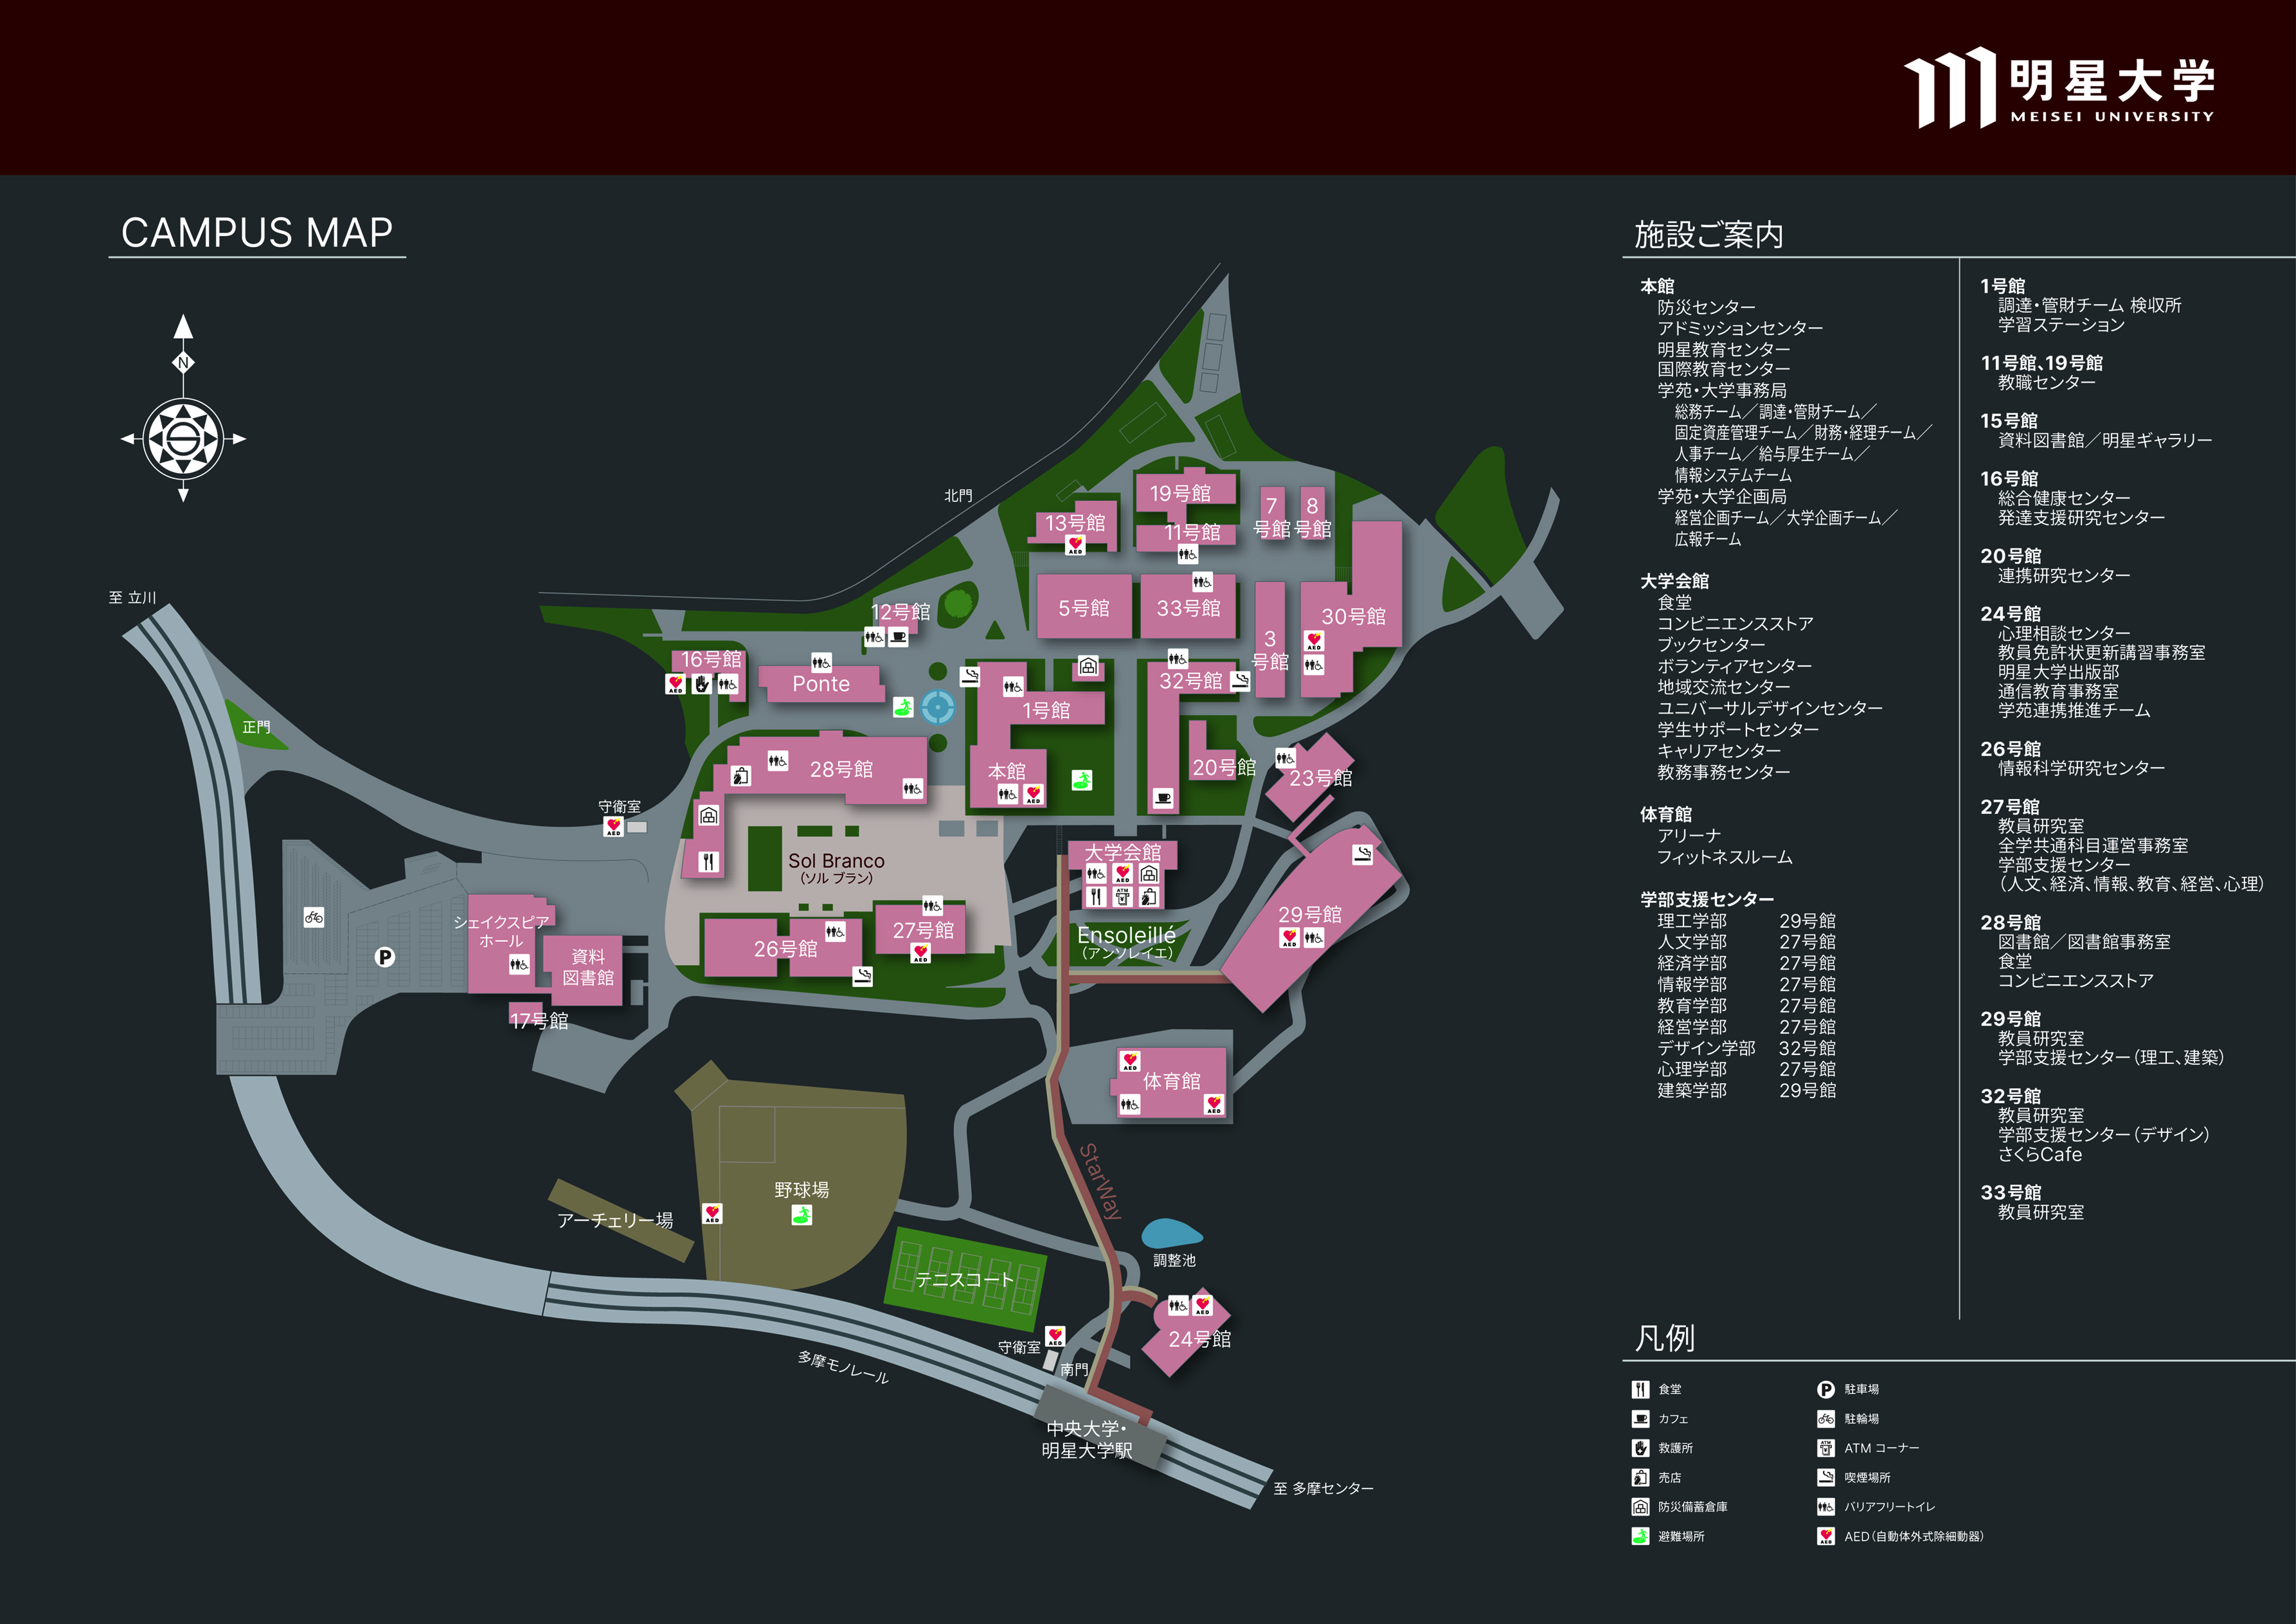 明星大学
MEISEI UNIVERSITY
CAMPUS MAP
N
至 立川
正門
北門
守衛室
AED
シェイクスピア
ホール
資料
図書館
17号館
P
16号館
AED
Ponte
12号館
28号館
Sol Branco
(ソル ブラン)
26号館
27号館
AED
13号館
AED
19号館
11号館
7
号館
8
号館
5号館
33号館
3
号館
30号館
AED
1号館
本館
AED
32号館
20号館
23号館
大学会館
AED
ATM
Ensoleillé
(アンソレイエ)
29号館
AED
AED
体育館
AED
StarWay
野球場
AED
アーチェリー場
テニスコート
調整池
24号館
AED
守衛室
AED
南門
多摩モノレール
中央大学・
明星大学駅
至 多摩センター
施設ご案内
本館
防災センター
アドミッションセンター
明星教育センター
国際教育センター
学苑・大学事務局
総務チーム／調達・管財チーム／
固定資産管理チーム／財務・経理チーム／
人事チーム／給与厚生チーム／
情報システムチーム
学苑・大学企画局
経営企画チーム／大学企画チーム／
広報チーム
大学会館
食堂
コンビニエンスストア
ブックセンター
ボランティアセンター
地域交流センター
ユニバーサルデザインセンター
学生サポートセンター
キャリアセンター
教務事務センター
体育館
アリーナ
フィットネスルーム
学部支援センター
理工学部 29号館
人文学部 27号館
経済学部 27号館
情報学部 27号館
教育学部 27号館
経営学部 27号館
デザイン学部 32号館
心理学部 27号館
建築学部 29号館
1号館
調達・管財チーム 検収所
学習ステーション
11号館、19号館
教職センター
15号館
資料図書館／明星ギャラリー
16号館
総合健康センター
発達支援研究センター
20号館
連携研究センター
24号館
心理相談センター
教員免許状更新講習事務室
明星大学出版部
通信教育事務室
学苑連携推進チーム
26号館
情報科学研究センター
27号館
教員研究室
全学共通科目運営事務室
学部支援センター
（人文、経済、情報、教育、経営、心理）
28号館
図書館／図書館事務室
食堂
コンビニエンスストア
29号館
教員研究室
学部支援センター（理工、建築）
32号館
教員研究室
学部支援センター（デザイン）
さくらCafe
33号館
教員研究室
凡例
食堂
カフェ
救護所
売店
防災備蓄倉庫
避難場所
P 駐車場
駐輪場
ATM ATM コーナー
喫煙場所
バリアフリートイレ
AED AED（自動体外式除細動器）